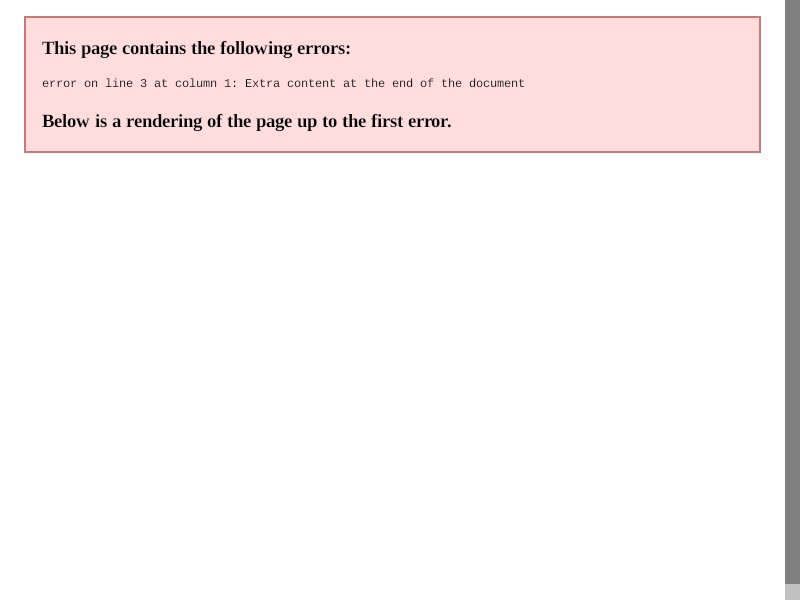 This page contains the following errors:
error on line 3 at column 1: Extra content at the end of the document
Below is a rendering of the page up to the first error.